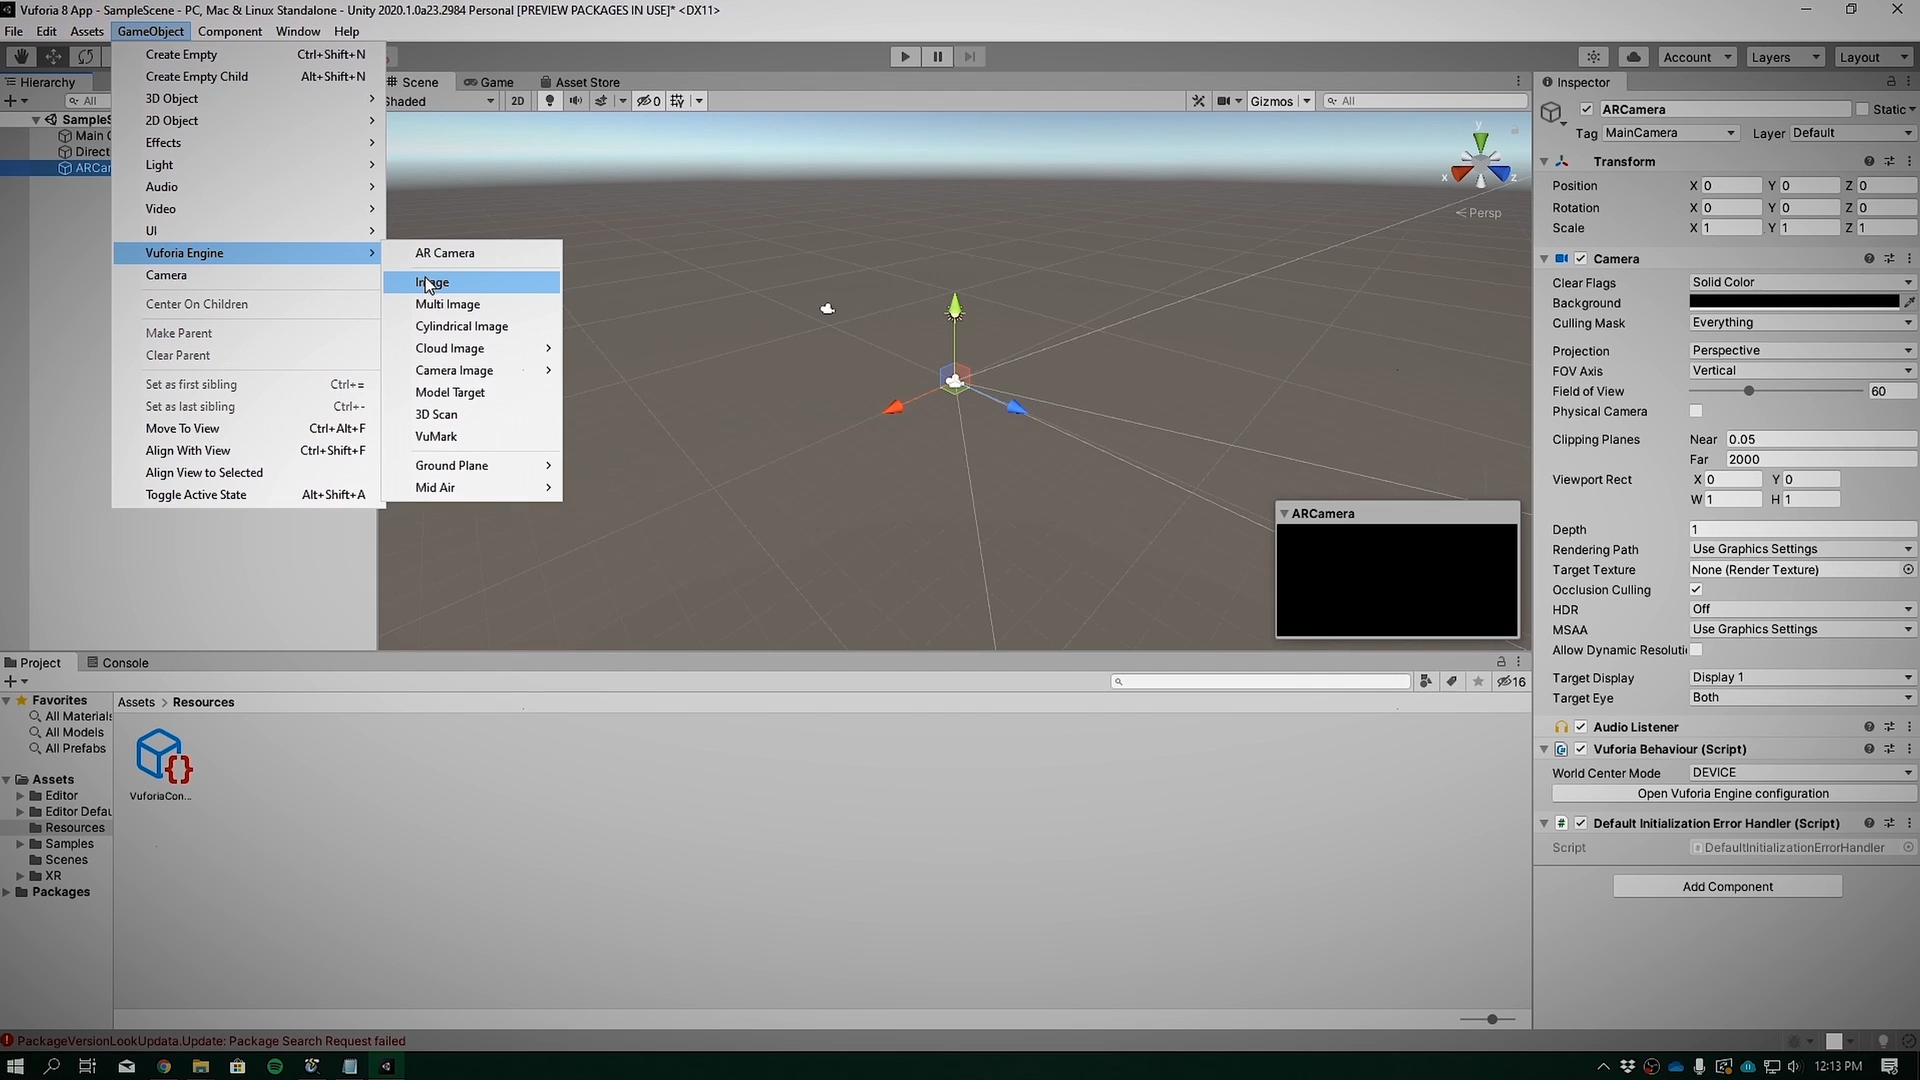 Vuforia 8 App - SampleScene - PC, Mac & Linux Standalone - Unity 2020.1.0a23.2984 Personal [PREVIEW PACKAGES IN USE]* <DX11>
File Edit Assets GameObject Component Window Help
Account Layers Layout
Hierarchy
All
SampleS
Main C
Direct
ARCar
Create Empty Ctrl+Shift+N
Create Empty Child Alt+Shift+N
3D Object
2D Object
Effects
Light
Audio
Video
UI
Vuforia Engine
Camera
Center On Children
Make Parent
Clear Parent
Set as first sibling Ctrl+=
Set as last sibling Ctrl+-
Move To View Ctrl+Alt+F
Align With View Ctrl+Shift+F
Align View to Selected
Toggle Active State Alt+Shift+A
AR Camera
Image
Multi Image
Cylindrical Image
Cloud Image
Camera Image
Model Target
3D Scan
VuMark
Ground Plane
Mid Air
Scene Game Asset Store
Shaded 2D 0 Gizmos All
y
x z
Persp
ARCamera
Inspector
ARCamera Static
Tag MainCamera Layer Default
Transform
Position X 0 Y 0 Z 0
Rotation X 0 Y 0 Z 0
Scale X 1 Y 1 Z 1
Camera
Clear Flags Solid Color
Background
Culling Mask Everything
Projection Perspective
FOV Axis Vertical
Field of View 60
Physical Camera
Clipping Planes Near 0.05
Far 2000
Viewport Rect X 0 Y 0
W 1 H 1
Depth 1
Rendering Path Use Graphics Settings
Target Texture None (Render Texture)
Occlusion Culling
HDR Off
MSAA Use Graphics Settings
Allow Dynamic Resoluti
Target Display Display 1
Target Eye Both
Audio Listener
Vuforia Behaviour (Script)
World Center Mode DEVICE
Open Vuforia Engine configuration
Default Initialization Error Handler (Script)
Script DefaultInitializationErrorHandler
Add Component
Project Console
16
Favorites
All Materials
All Models
All Prefabs
Assets
Editor
Editor Defau
Resources
Samples
Scenes
XR
Packages
Assets > Resources
VuforiaCon...
PackageVersionLookUpdata.Update: Package Search Request failed
12:13 PM